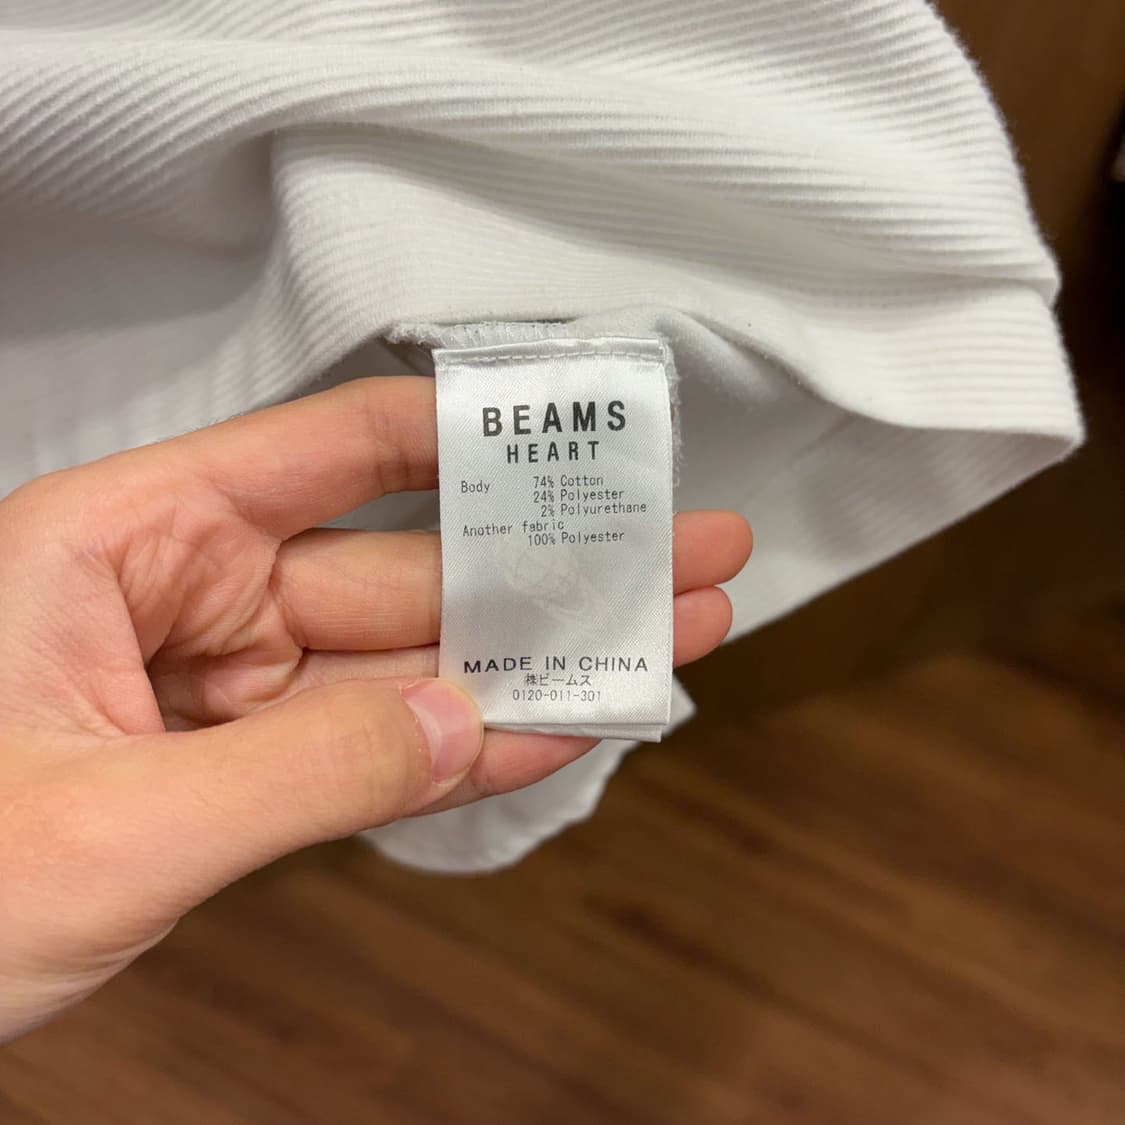 BEAMS
HEART
Body 74% Cotton
24% Polyester
2% Polyurethane
Another fabric
100% Polyester
MADE IN CHINA
㈱ビームス
0120-011-301